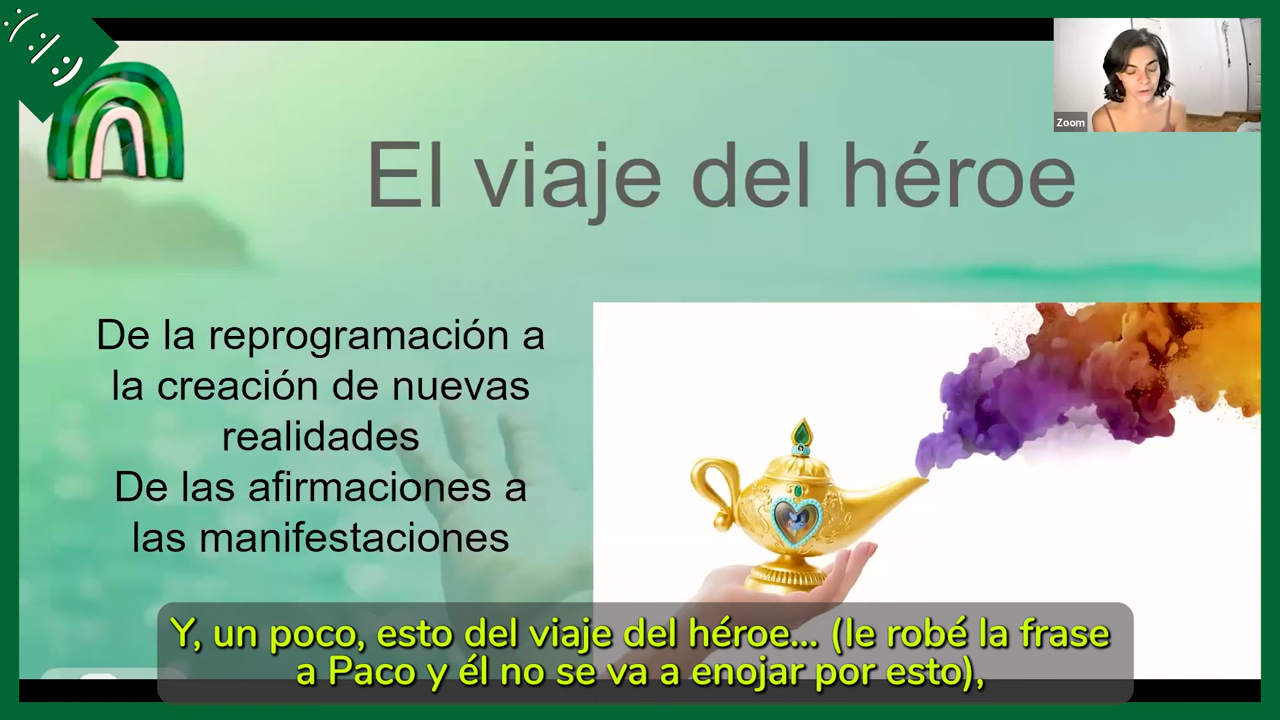 Zoom
El viaje del héroe
De la reprogramación a
la creación de nuevas
realidades
De las afirmaciones a
las manifestaciones
Y, un poco, esto del viaje del héroe... (le robé la frase
a Paco y él no se va a enojar por esto),